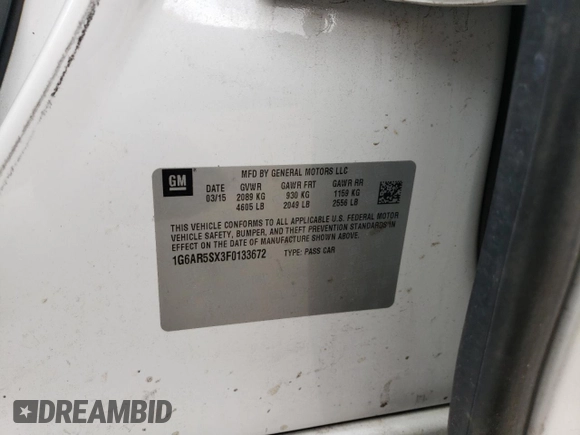 GM
MFD BY GENERAL MOTORS LLC
DATE GVWR GAWR FRT GAWR RR
03/15 2089 KG 930 KG 1159 KG
4605 LB 2049 LB 2556 LB
THIS VEHICLE CONFORMS TO ALL APPLICABLE U.S. FEDERAL MOTOR
VEHICLE SAFETY, BUMPER, AND THEFT PREVENTION STANDARDS IN
EFFECT ON THE DATE OF MANUFACTURE SHOWN ABOVE.
1G6AR5SX3F0133672 TYPE: PASS CAR
DREAMBID